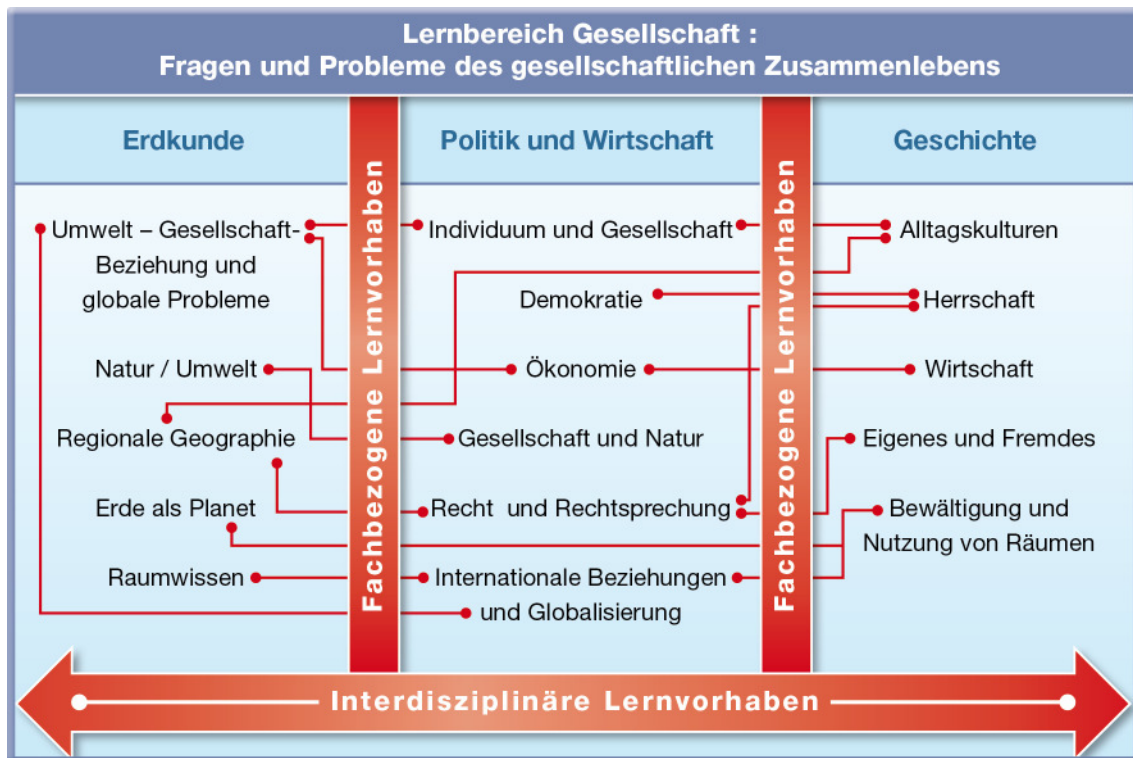 Lernbereich Gesellschaft :
Fragen und Probleme des gesellschaftlichen Zusammenlebens
Erdkunde
Umwelt – Gesellschaft-
Beziehung und
globale Probleme
Natur / Umwelt
Regionale Geographie
Erde als Planet
Raumwissen
Fachbezogene Lernvorhaben
Politik und Wirtschaft
Individuum und Gesellschaft
Demokratie
Ökonomie
Gesellschaft und Natur
Recht und Rechtsprechung
Internationale Beziehungen
und Globalisierung
Fachbezogene Lernvorhaben
Geschichte
Alltagskulturen
Herrschaft
Wirtschaft
Eigenes und Fremdes
Bewältigung und
Nutzung von Räumen
Interdisziplinäre Lernvorhaben